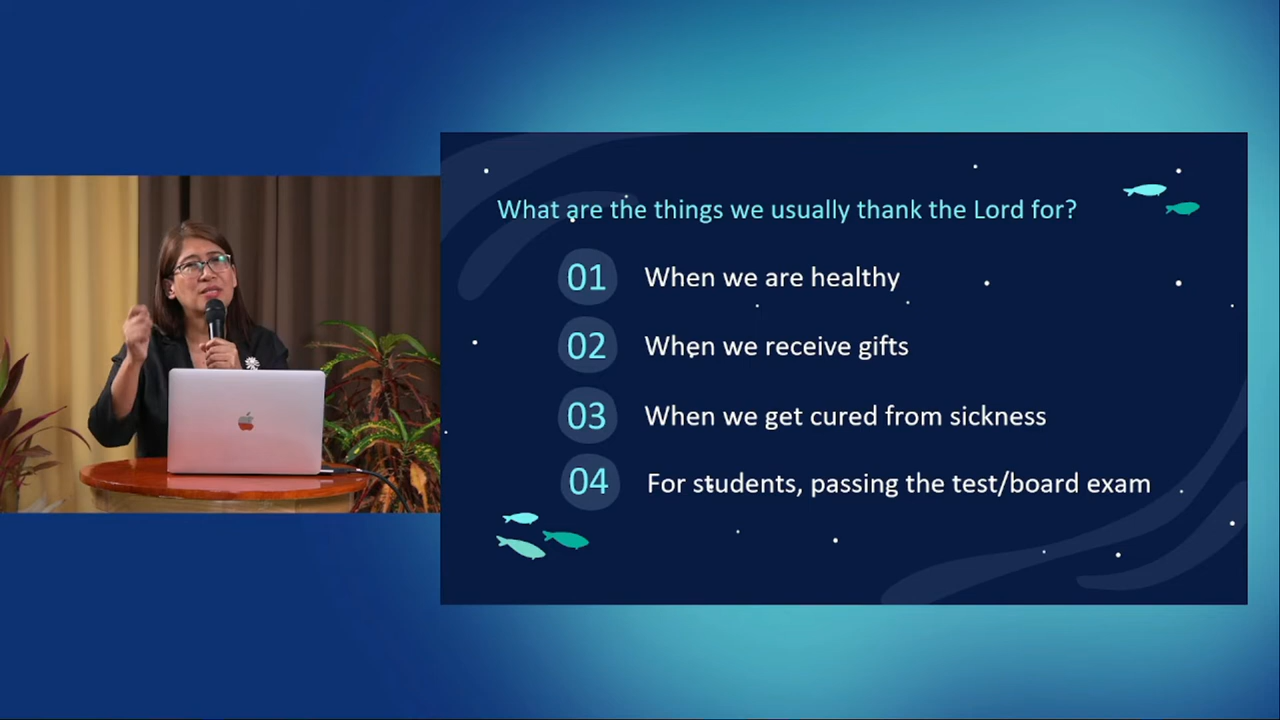 What are the things we usually thank the Lord for?
01 When we are healthy
02 When we receive gifts
03 When we get cured from sickness
04 For students, passing the test/board exam